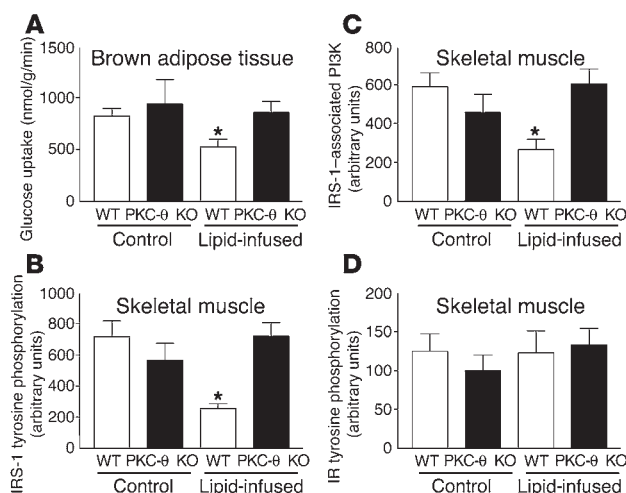 A
Brown adipose tissue
Glucose uptake (nmol/g/min)
1500
1000
500
0
*
WT PKC-θ KO WT PKC-θ KO
Control Lipid-infused
B
Skeletal muscle
IRS-1 tyrosine phosphorylation
(arbitrary units)
1000
800
600
400
200
0
*
WT PKC-θ KO WT PKC-θ KO
Control Lipid-infused
C
Skeletal muscle
IRS-1–associated PI3K
(arbitrary units)
800
600
400
200
0
*
WT PKC-θ KO WT PKC-θ KO
Control Lipid-infused
D
Skeletal muscle
IR tyrosine phosphorylation
(arbitrary units)
200
150
100
50
0
WT PKC-θ KO WT PKC-θ KO
Control Lipid-infused